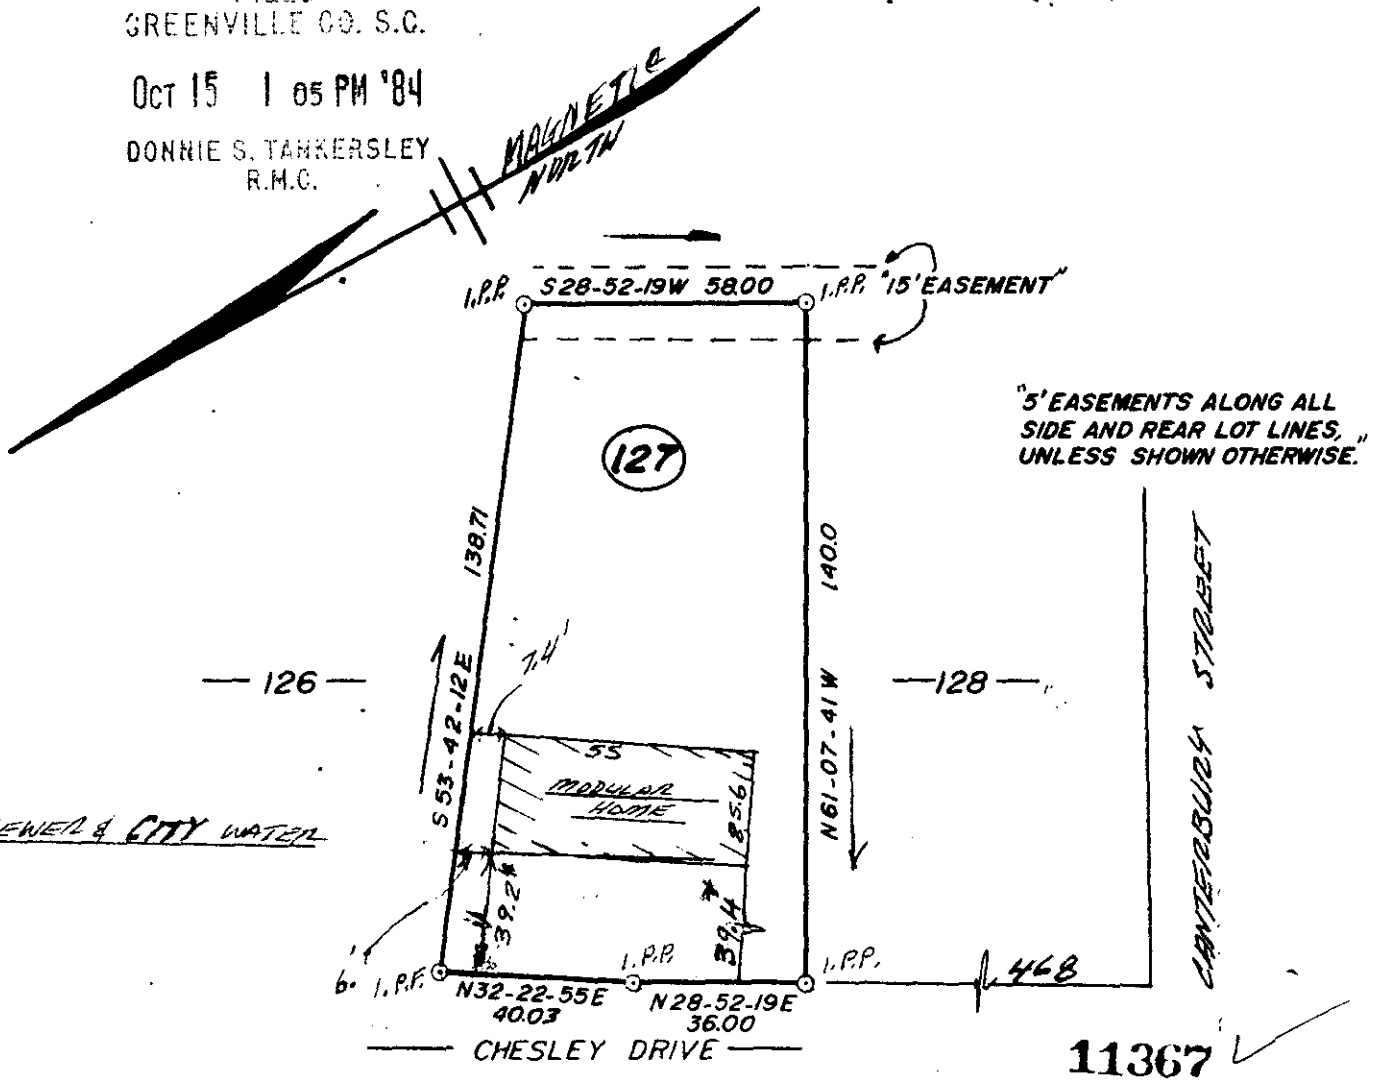 GREENVILLE CO. S.C.
OCT 15 1 05 PM '84
DONNIE S. TANKERSLEY
R.M.C.
MAGNETIC
NORTH
I.P.P.
S28-52-19W 58.00
I.P.P.
"15' EASEMENT"
"5' EASEMENTS ALONG ALL
SIDE AND REAR LOT LINES,
UNLESS SHOWN OTHERWISE."
127
138.71
S 53-42-12E
140.0
N61-07-41W
7.4'
126
128
CANTERBURY STREET
55
MODULAR
HOME
CITY WATER
39.2*
39.4*
6.'
I.P.F.
I.P.P.
I.P.P.
468
N32-22-55E
40.03
N28-52-19E
36.00
CHESLEY DRIVE
11367